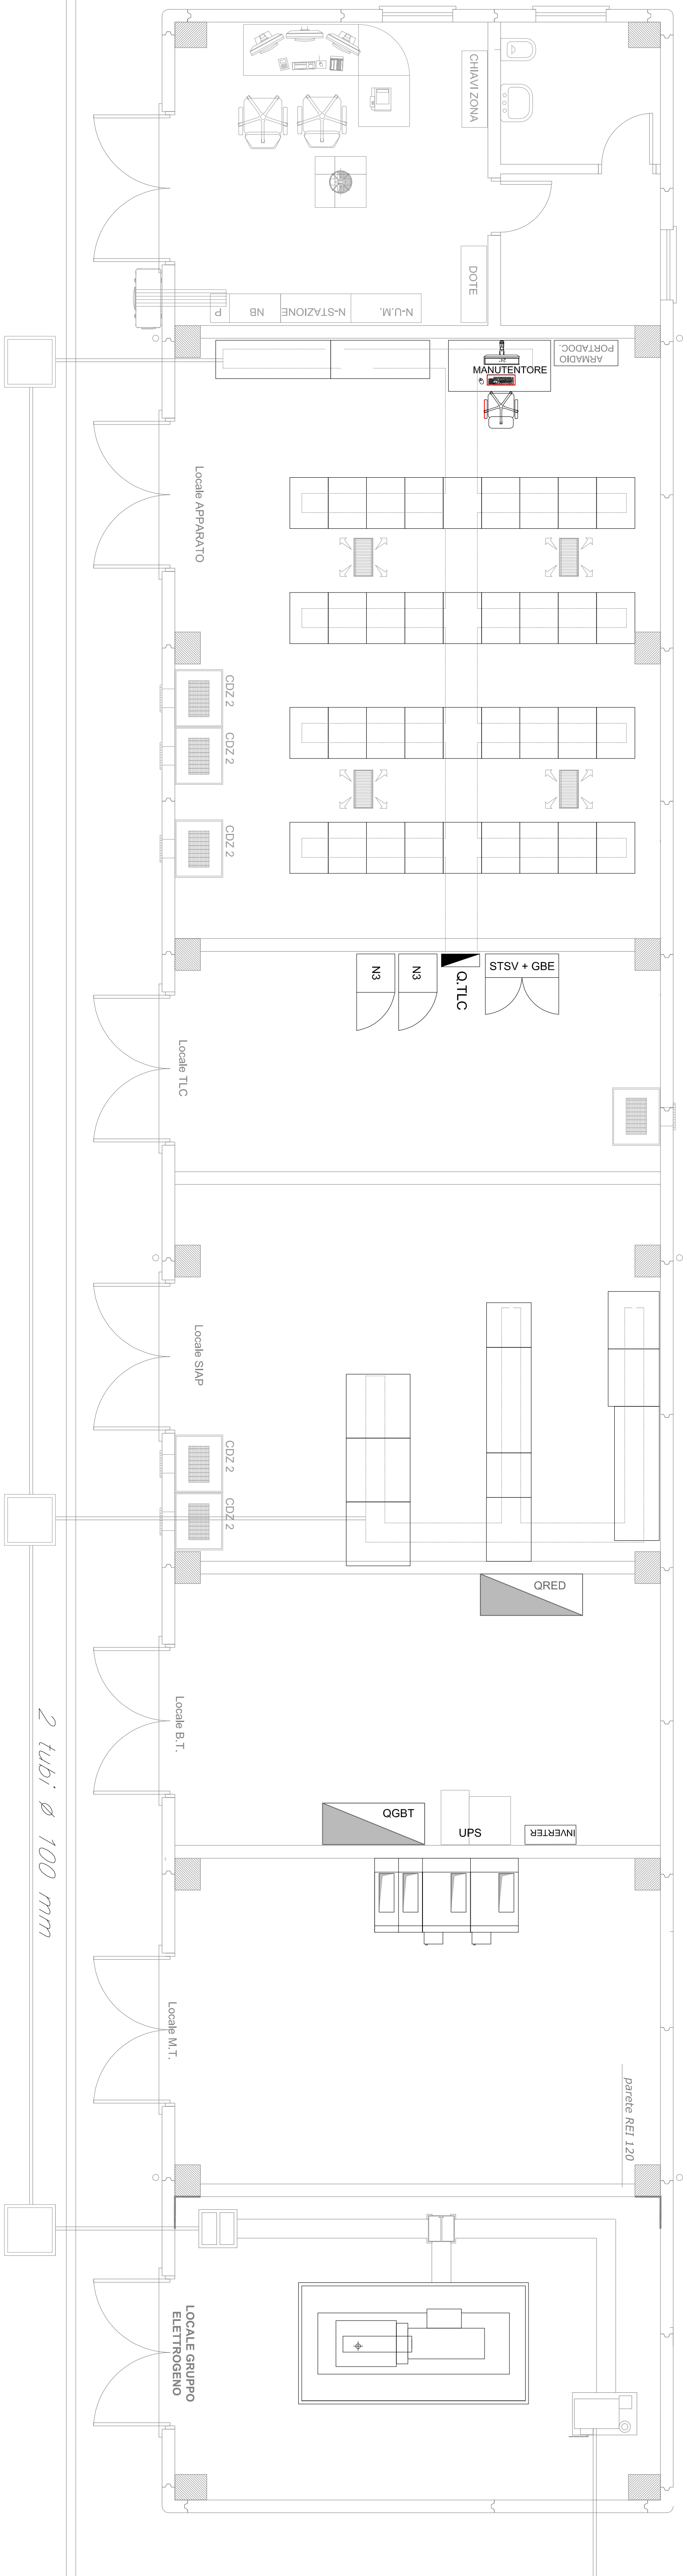 CHIAVI ZONA
DOTE
P
NB
N-STAZIONE
N-U.M.
ARMADIO
PORTADOC.
24"
MANUTENTORE
Locale APPARATO
CDZ 2
CDZ 2
CDZ 2
N3
N3
Q.TLC
STSV + GBE
Locale TLC
Locale SIAP
CDZ 2
CDZ 2
QRED
Locale B.T.
2 tubi Ø 100 mm
QGBT
UPS
INVERTER
Locale M.T.
parete REI 120
LOCALE GRUPPO
ELETTROGENO